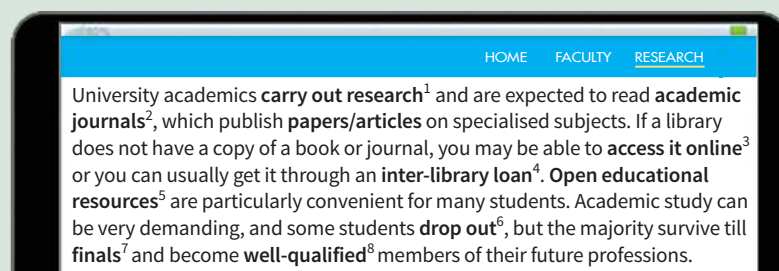 HOME FACULTY RESEARCH
University academics carry out research¹ and are expected to read academic
journals², which publish papers/articles on specialised subjects. If a library
does not have a copy of a book or journal, you may be able to access it online³
or you can usually get it through an inter-library loan⁴. Open educational
resources⁵ are particularly convenient for many students. Academic study can
be very demanding, and some students drop out⁶, but the majority survive till
finals⁷ and become well-qualified⁸ members of their future professions.